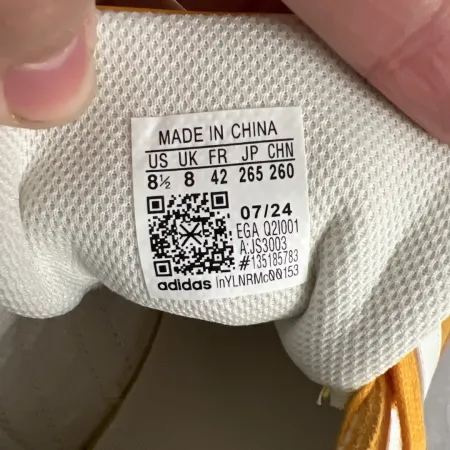 MADE IN CHINA
US UK FR JP CHN
8½ 8 42 265 260
07/24
EGA Q2I001
A:JS3003
#135185783
adidas InYLNRMc00153